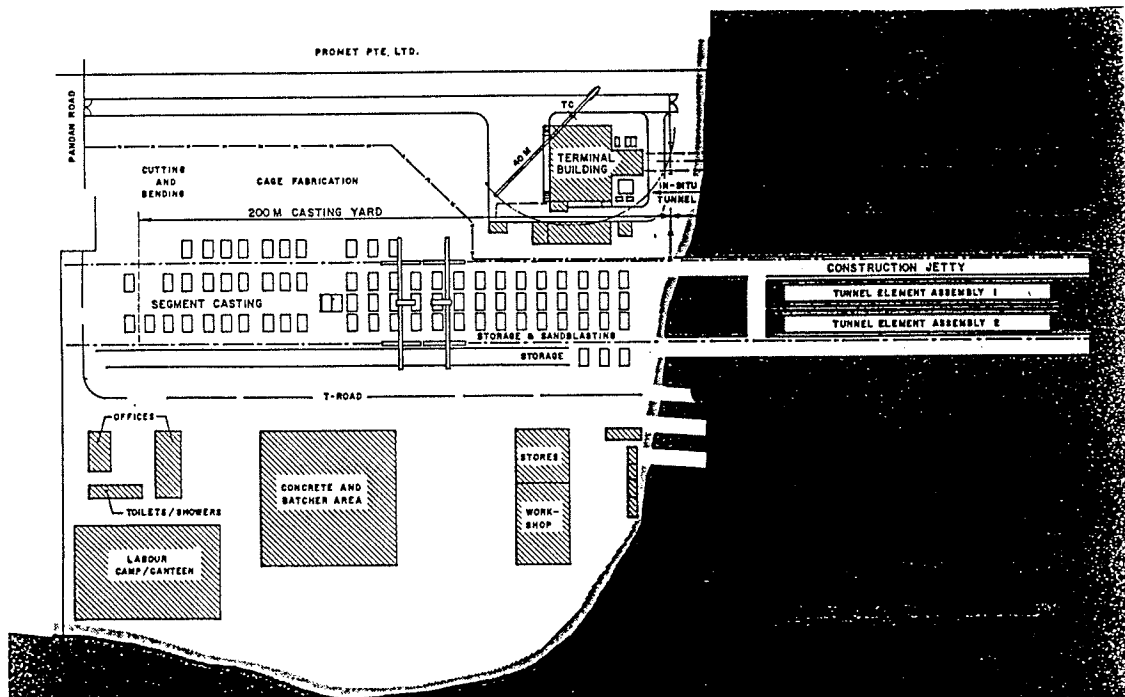 PROMET PTE. LTD.
PANDAN ROAD
TC
40 M
TERMINAL
BUILDING
CUTTING
AND
BENDING
CAGE FABRICATION
IN-SITU
TUNNEL
200 M CASTING YARD
CONSTRUCTION JETTY
SEGMENT CASTING
TUNNEL ELEMENT ASSEMBLY 1
TUNNEL ELEMENT ASSEMBLY 2
STORAGE & SANDBLASTING
STORAGE
T-ROAD
OFFICES
STORES
CONCRETE AND
BATCHER AREA
TOILETS/SHOWERS
WORK-
SHOP
LABOUR
CAMP/CANTEEN